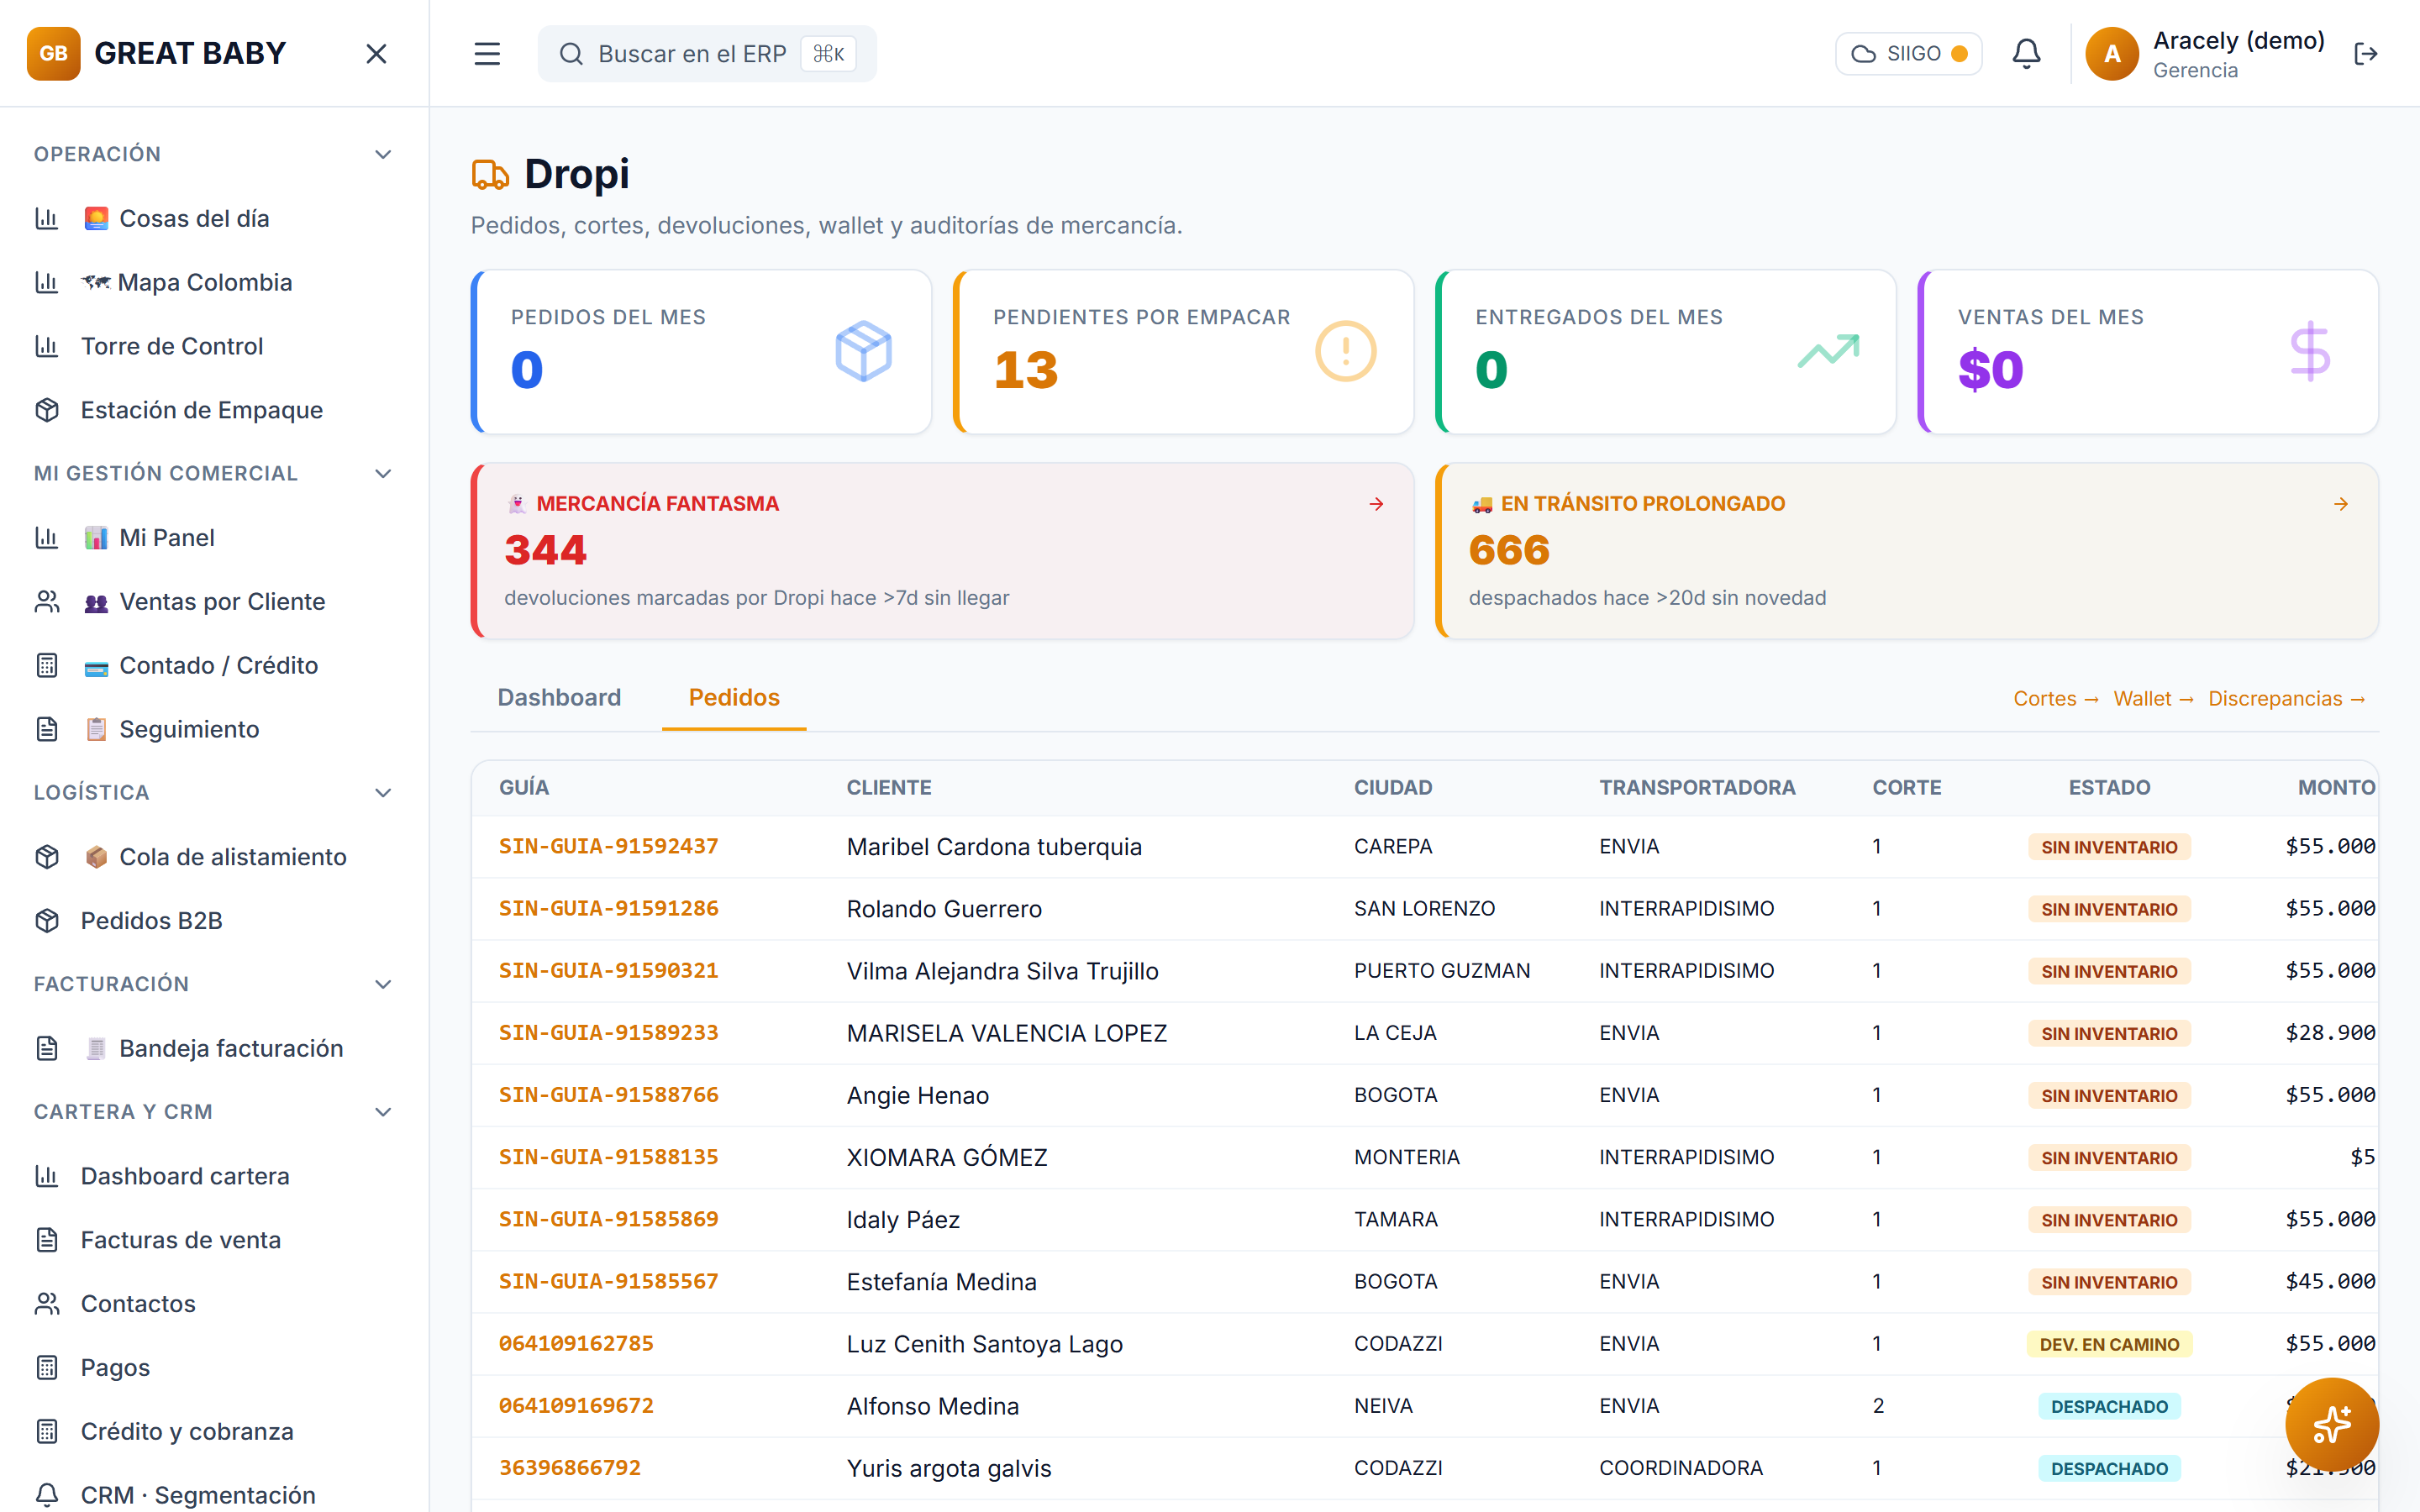 GB GREAT BABY
Buscar en el ERP ⌘K
SIIGO
A
Aracely (demo)
Gerencia
OPERACIÓN
Cosas del día
Mapa Colombia
Torre de Control
Estación de Empaque
MI GESTIÓN COMERCIAL
Mi Panel
Ventas por Cliente
Contado / Crédito
Seguimiento
LOGÍSTICA
Cola de alistamiento
Pedidos B2B
FACTURACIÓN
Bandeja facturación
CARTERA Y CRM
Dashboard cartera
Facturas de venta
Contactos
Pagos
Crédito y cobranza
CRM · Segmentación
Dropi
Pedidos, cortes, devoluciones, wallet y auditorías de mercancía.
PEDIDOS DEL MES
0
PENDIENTES POR EMPACAR
13
ENTREGADOS DEL MES
0
VENTAS DEL MES
$0
MERCANCÍA FANTASMA →
344
devoluciones marcadas por Dropi hace >7d sin llegar
EN TRÁNSITO PROLONGADO →
666
despachados hace >20d sin novedad
Dashboard Pedidos Cortes → Wallet → Discrepancias →
GUÍA CLIENTE CIUDAD TRANSPORTADORA CORTE ESTADO MONTO
SIN-GUIA-91592437 Maribel Cardona tuberquia CAREPA ENVIA 1 SIN INVENTARIO $55.000
SIN-GUIA-91591286 Rolando Guerrero SAN LORENZO INTERRAPIDISIMO 1 SIN INVENTARIO $55.000
SIN-GUIA-91590321 Vilma Alejandra Silva Trujillo PUERTO GUZMAN INTERRAPIDISIMO 1 SIN INVENTARIO $55.000
SIN-GUIA-91589233 MARISELA VALENCIA LOPEZ LA CEJA ENVIA 1 SIN INVENTARIO $28.900
SIN-GUIA-91588766 Angie Henao BOGOTA ENVIA 1 SIN INVENTARIO $55.000
SIN-GUIA-91588135 XIOMARA GÓMEZ MONTERIA INTERRAPIDISIMO 1 SIN INVENTARIO $5
SIN-GUIA-91585869 Idaly Páez TAMARA INTERRAPIDISIMO 1 SIN INVENTARIO $55.000
SIN-GUIA-91585567 Estefanía Medina BOGOTA ENVIA 1 SIN INVENTARIO $45.000
064109162785 Luz Cenith Santoya Lago CODAZZI ENVIA 1 DEV. EN CAMINO $55.000
064109169672 Alfonso Medina NEIVA ENVIA 2 DESPACHADO
36396866792 Yuris argota galvis CODAZZI COORDINADORA 1 DESPACHADO